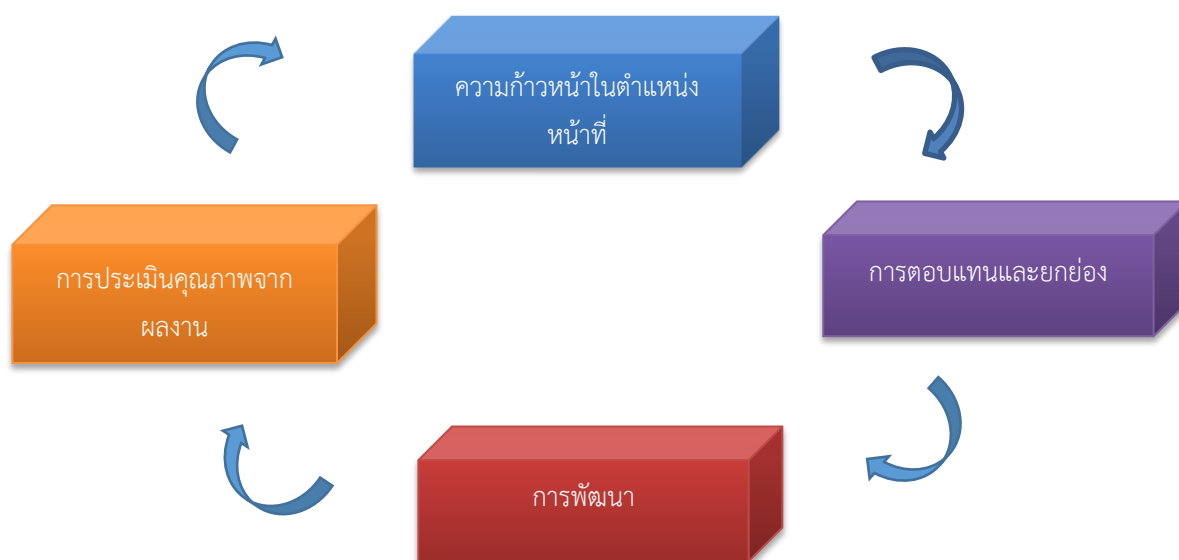 ความก้าวหน้าในตำแหน่ง
หน้าที่
การตอบแทนและยกย่อง
การพัฒนา
การประเมินคุณภาพจาก
ผลงาน